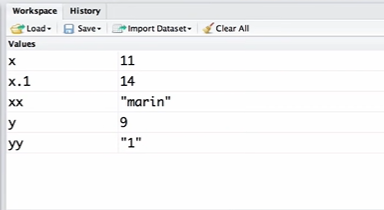 Workspace History
Load Save Import Dataset Clear All
Values
x 11
x.1 14
xx "marin"
y 9
yy "1"